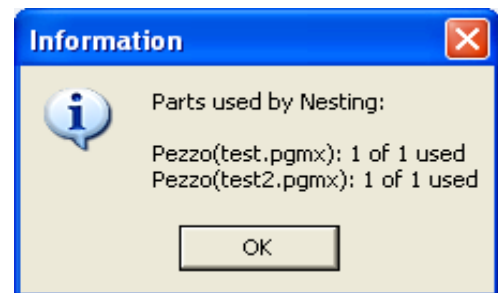 Information
Parts used by Nesting:
Pezzo(test.pgmx): 1 of 1 used
Pezzo(test2.pgmx): 1 of 1 used
OK